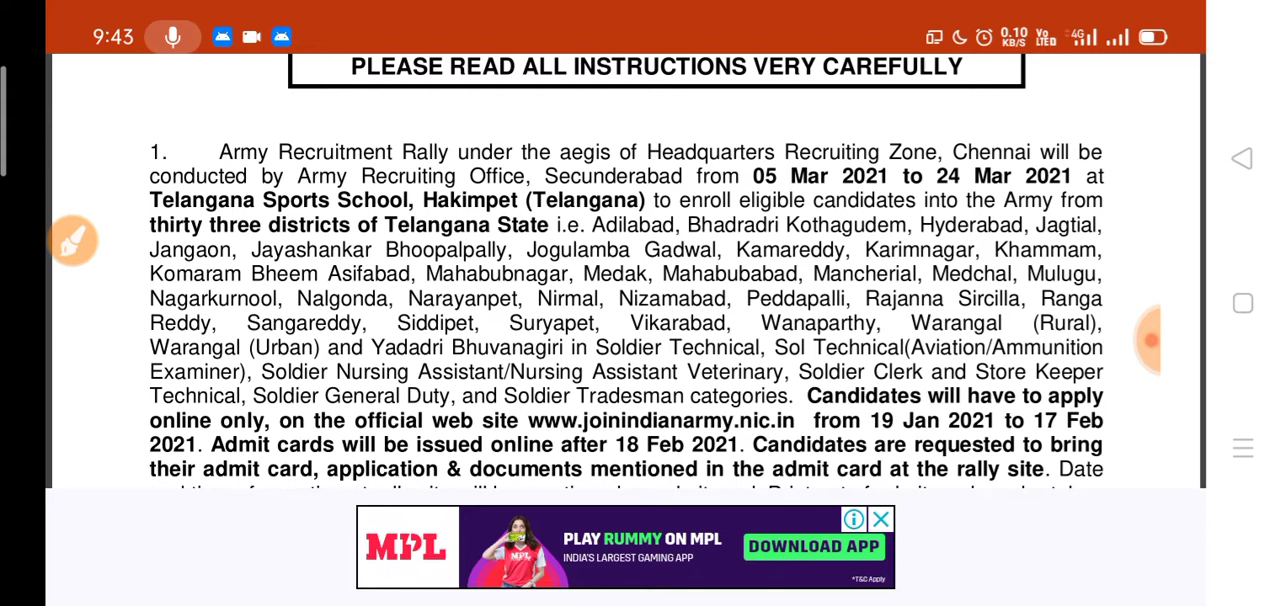 9:43
0.10 KB/S Vo LTED 4G
PLEASE READ ALL INSTRUCTIONS VERY CAREFULLY
1. Army Recruitment Rally under the aegis of Headquarters Recruiting Zone, Chennai will be
conducted by Army Recruiting Office, Secunderabad from 05 Mar 2021 to 24 Mar 2021 at
Telangana Sports School, Hakimpet (Telangana) to enroll eligible candidates into the Army from
thirty three districts of Telangana State i.e. Adilabad, Bhadradri Kothagudem, Hyderabad, Jagtial,
Jangaon, Jayashankar Bhoopalpally, Jogulamba Gadwal, Kamareddy, Karimnagar, Khammam,
Komaram Bheem Asifabad, Mahabubnagar, Medak, Mahabubabad, Mancherial, Medchal, Mulugu,
Nagarkurnool, Nalgonda, Narayanpet, Nirmal, Nizamabad, Peddapalli, Rajanna Sircilla, Ranga
Reddy, Sangareddy, Siddipet, Suryapet, Vikarabad, Wanaparthy, Warangal (Rural),
Warangal (Urban) and Yadadri Bhuvanagiri in Soldier Technical, Sol Technical(Aviation/Ammunition
Examiner), Soldier Nursing Assistant/Nursing Assistant Veterinary, Soldier Clerk and Store Keeper
Technical, Soldier General Duty, and Soldier Tradesman categories. Candidates will have to apply
online only, on the official web site www.joinindianarmy.nic.in from 19 Jan 2021 to 17 Feb
2021. Admit cards will be issued online after 18 Feb 2021. Candidates are requested to bring
their admit card, application & documents mentioned in the admit card at the rally site. Date
MPL
MPL
PLAY RUMMY ON MPL
INDIA'S LARGEST GAMING APP
DOWNLOAD APP
*T&C Apply